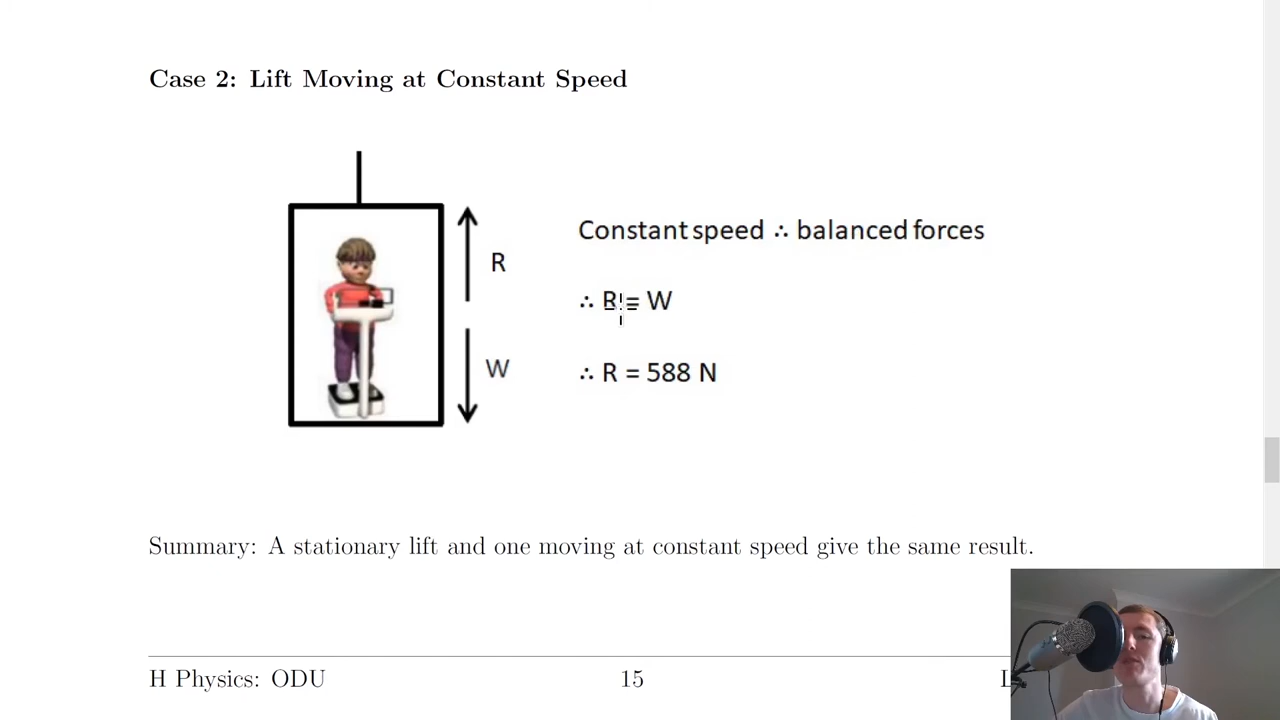 Case 2: Lift Moving at Constant Speed
R
W
Constant speed ∴ balanced forces
∴ R = W
∴ R = 588 N
Summary: A stationary lift and one moving at constant speed give the same result.
H Physics: ODU 15